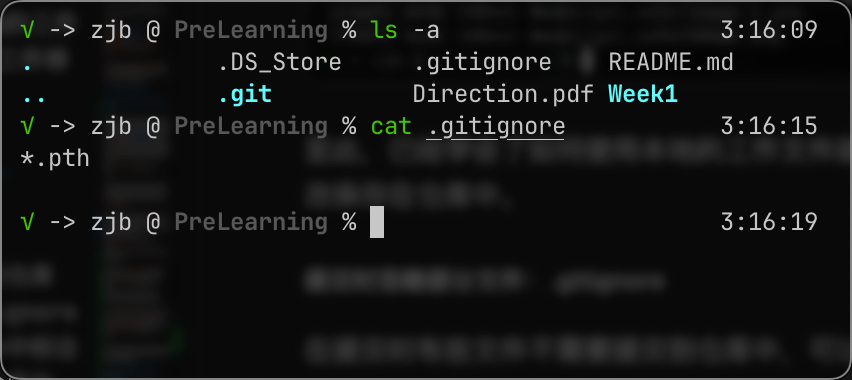 √ -> zjb @ PreLearning % ls -a 3:16:09
. .DS_Store .gitignore README.md
.. .git Direction.pdf Week1
√ -> zjb @ PreLearning % cat .gitignore 3:16:15
*.pth
√ -> zjb @ PreLearning % 3:16:19